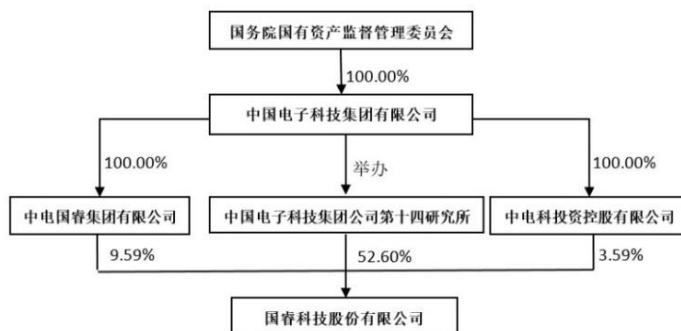 国务院国有资产监督管理委员会
100.00%
中国电子科技集团有限公司
100.00%
举办
100.00%
中电国睿集团有限公司
中国电子科技集团公司第十四研究所
中电科投资控股有限公司
9.59%
52.60%
3.59%
国睿科技股份有限公司